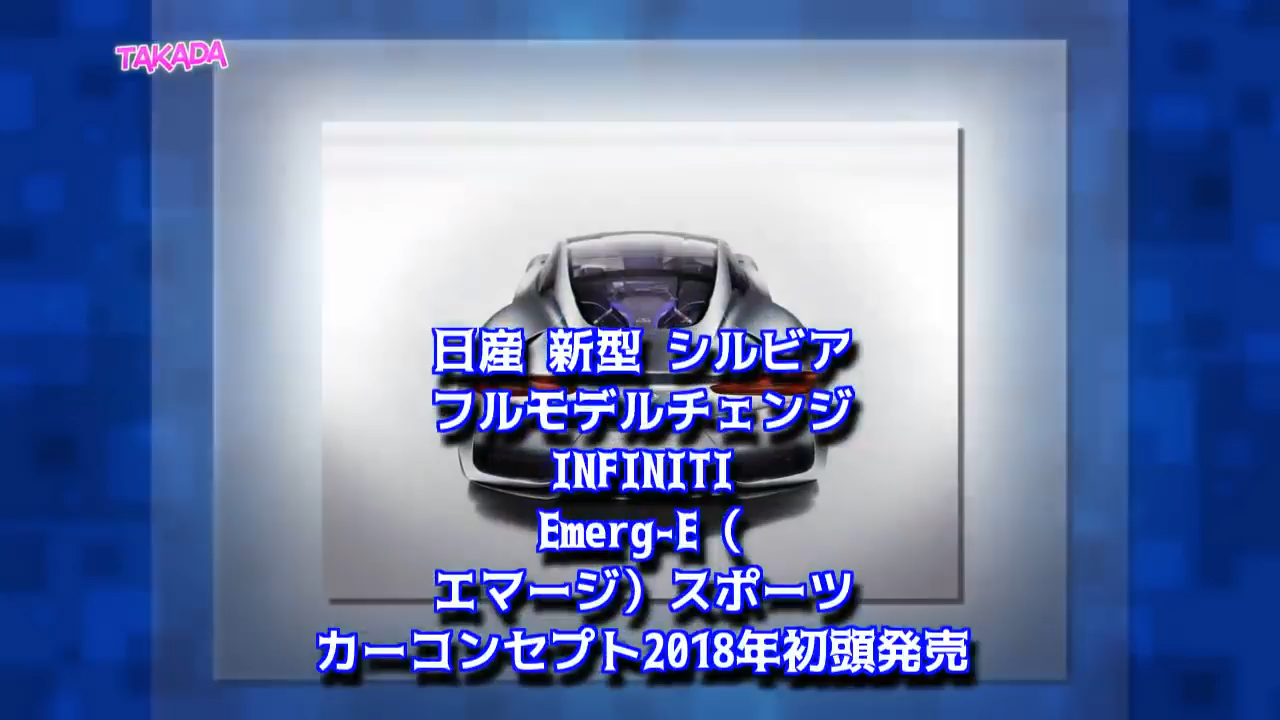 TAKADA
日産 新型 シルビア
フルモデルチェンジ
INFINITI
Emerg-E（
エマージ）スポーツ
カーコンセプト2018年初頭発売